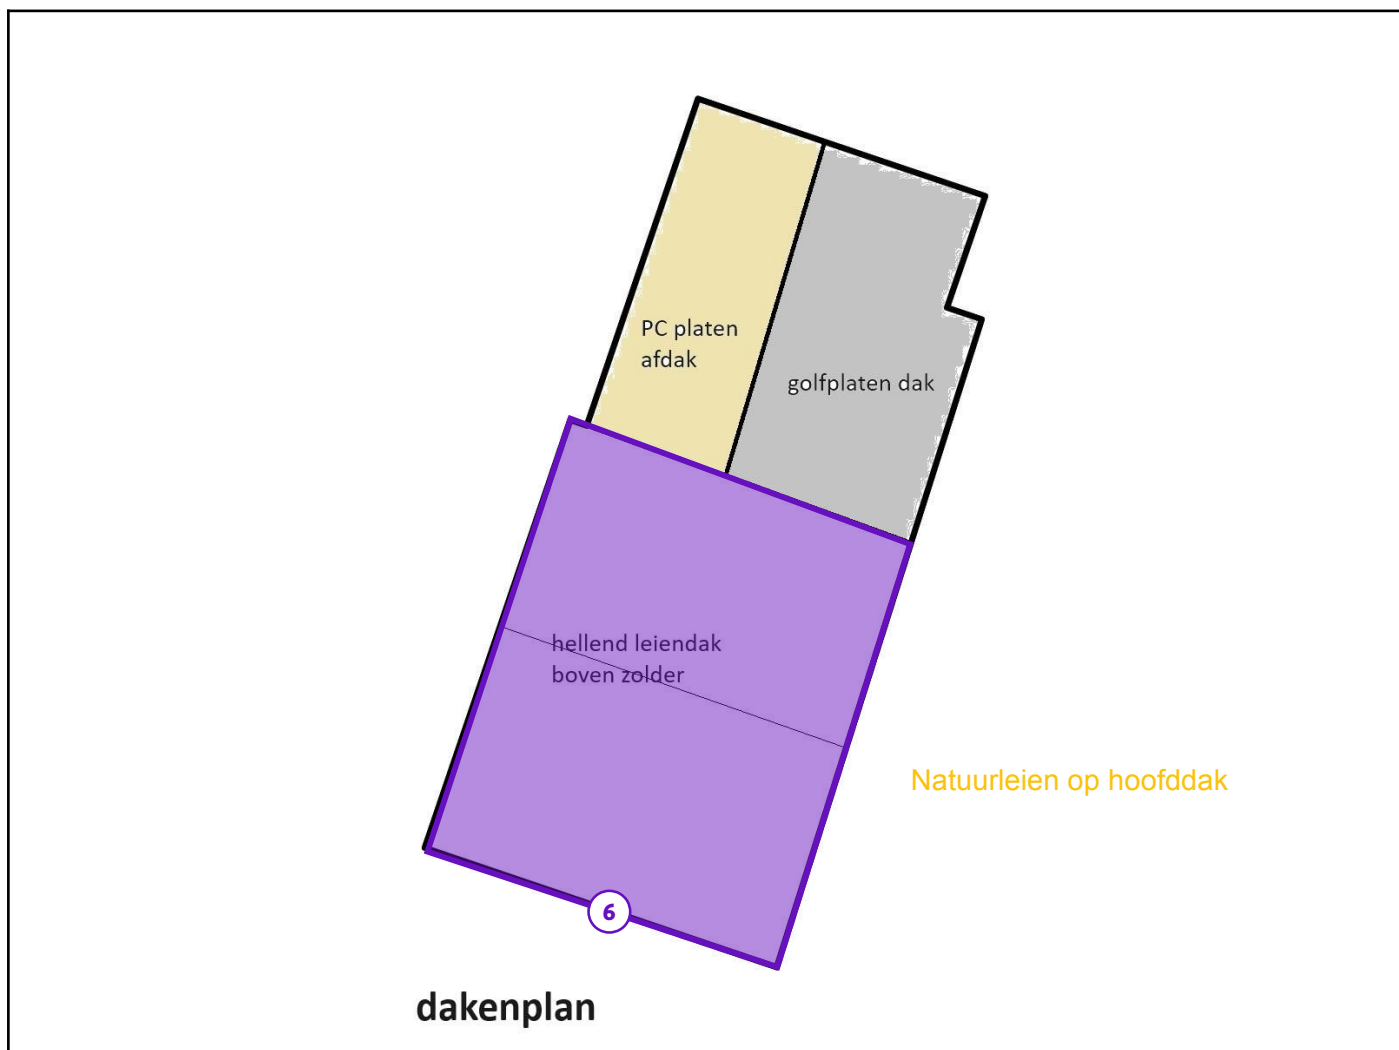 PC platen
afdak
golfplaten dak
hellend leiendak
boven zolder
Natuurleien op hoofddak
6
dakenplan